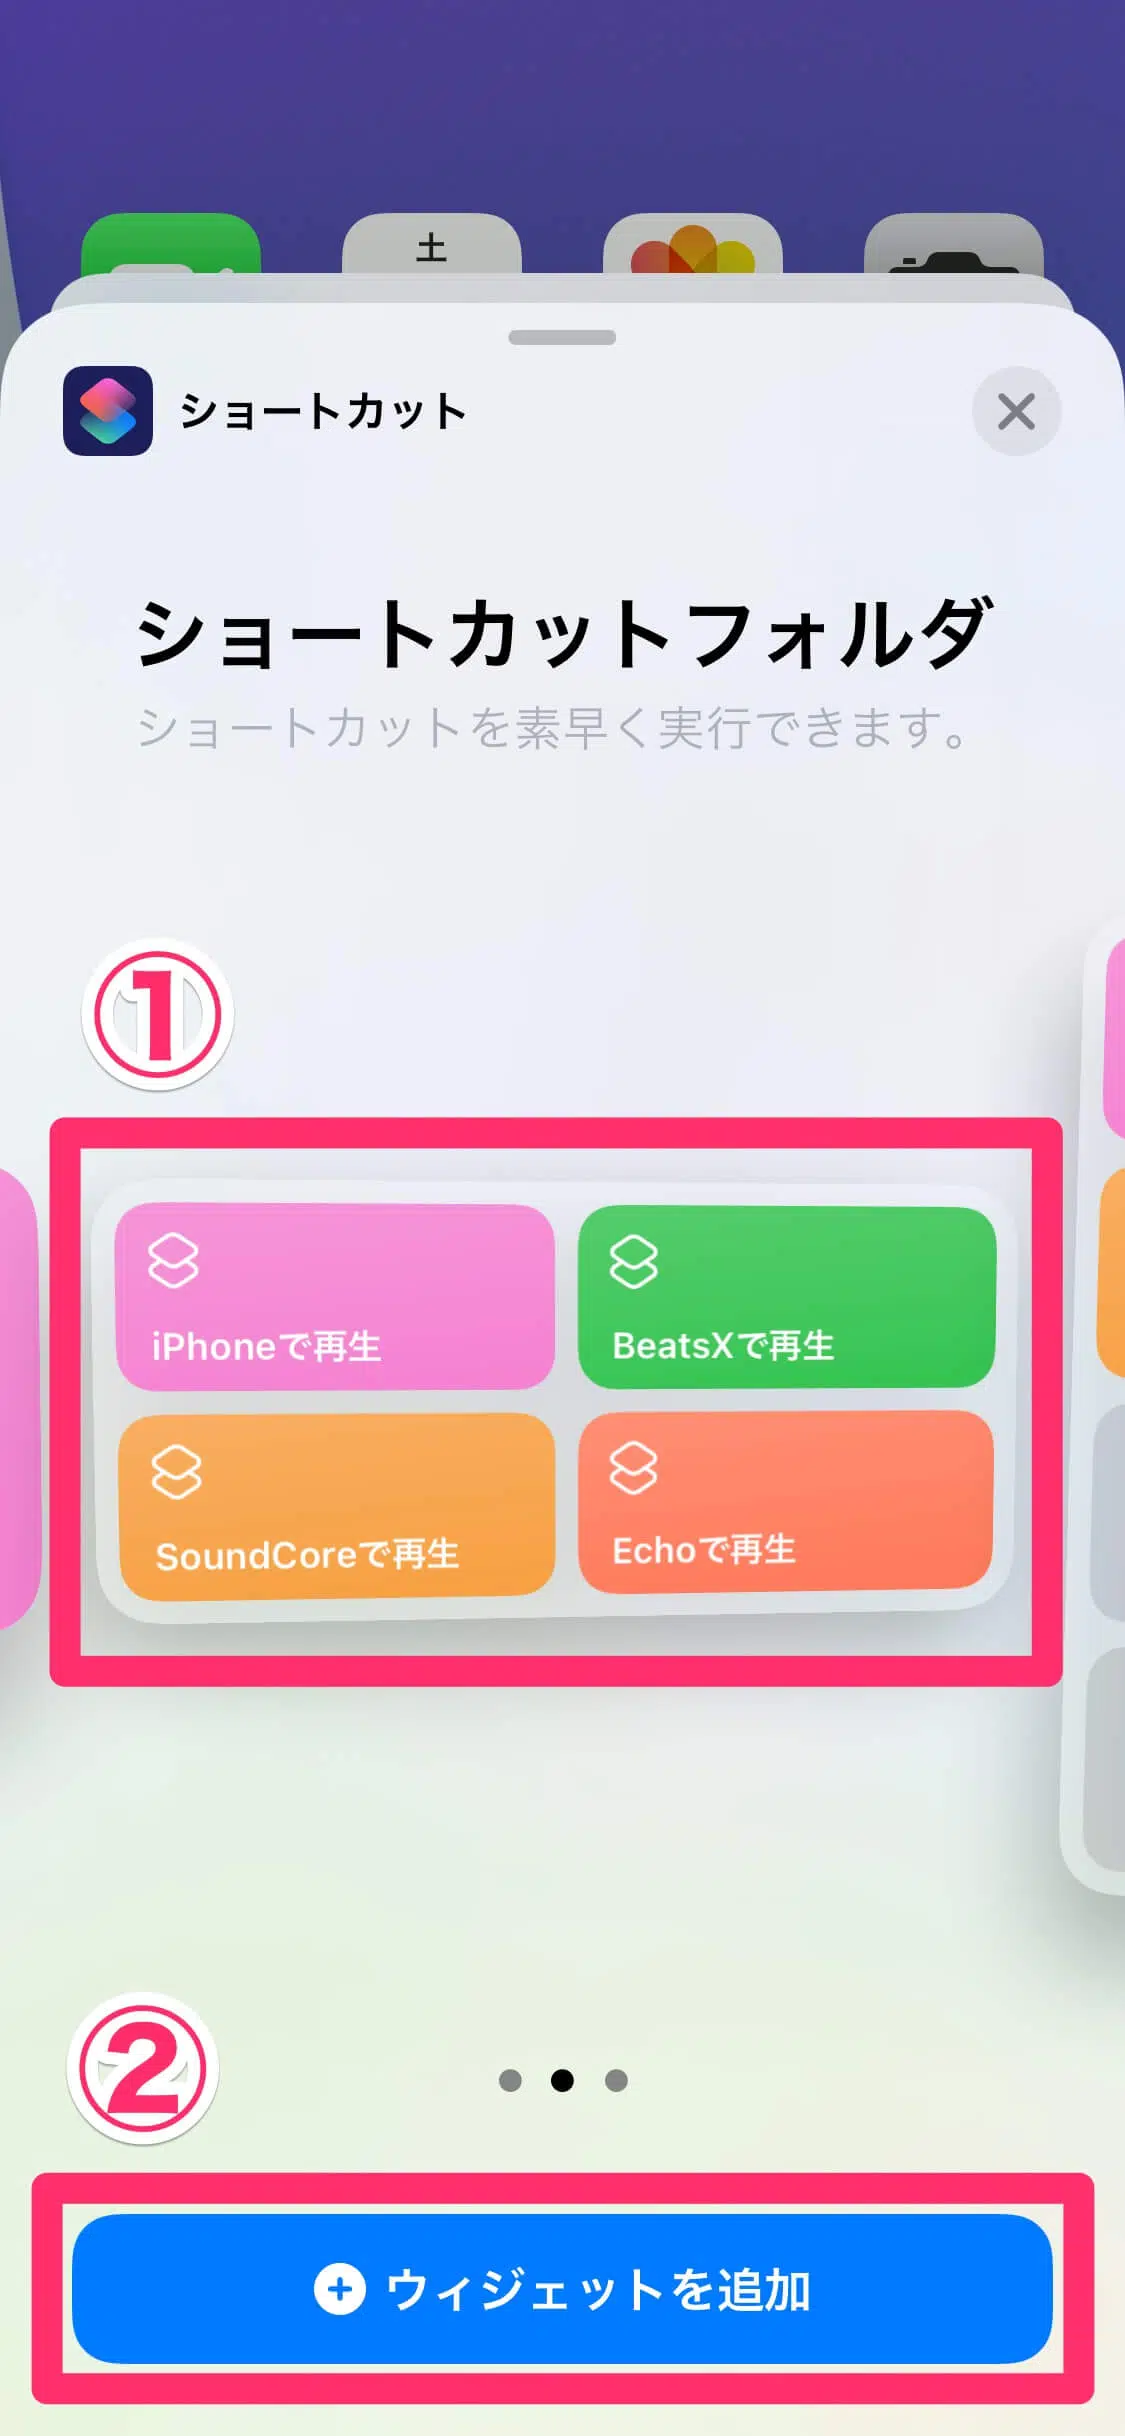 土
ショートカット
ショートカットフォルダ
ショートカットを素早く実行できます。
①
iPhoneで再生
BeatsXで再生
SoundCoreで再生
Echoで再生
②
ウィジェットを追加